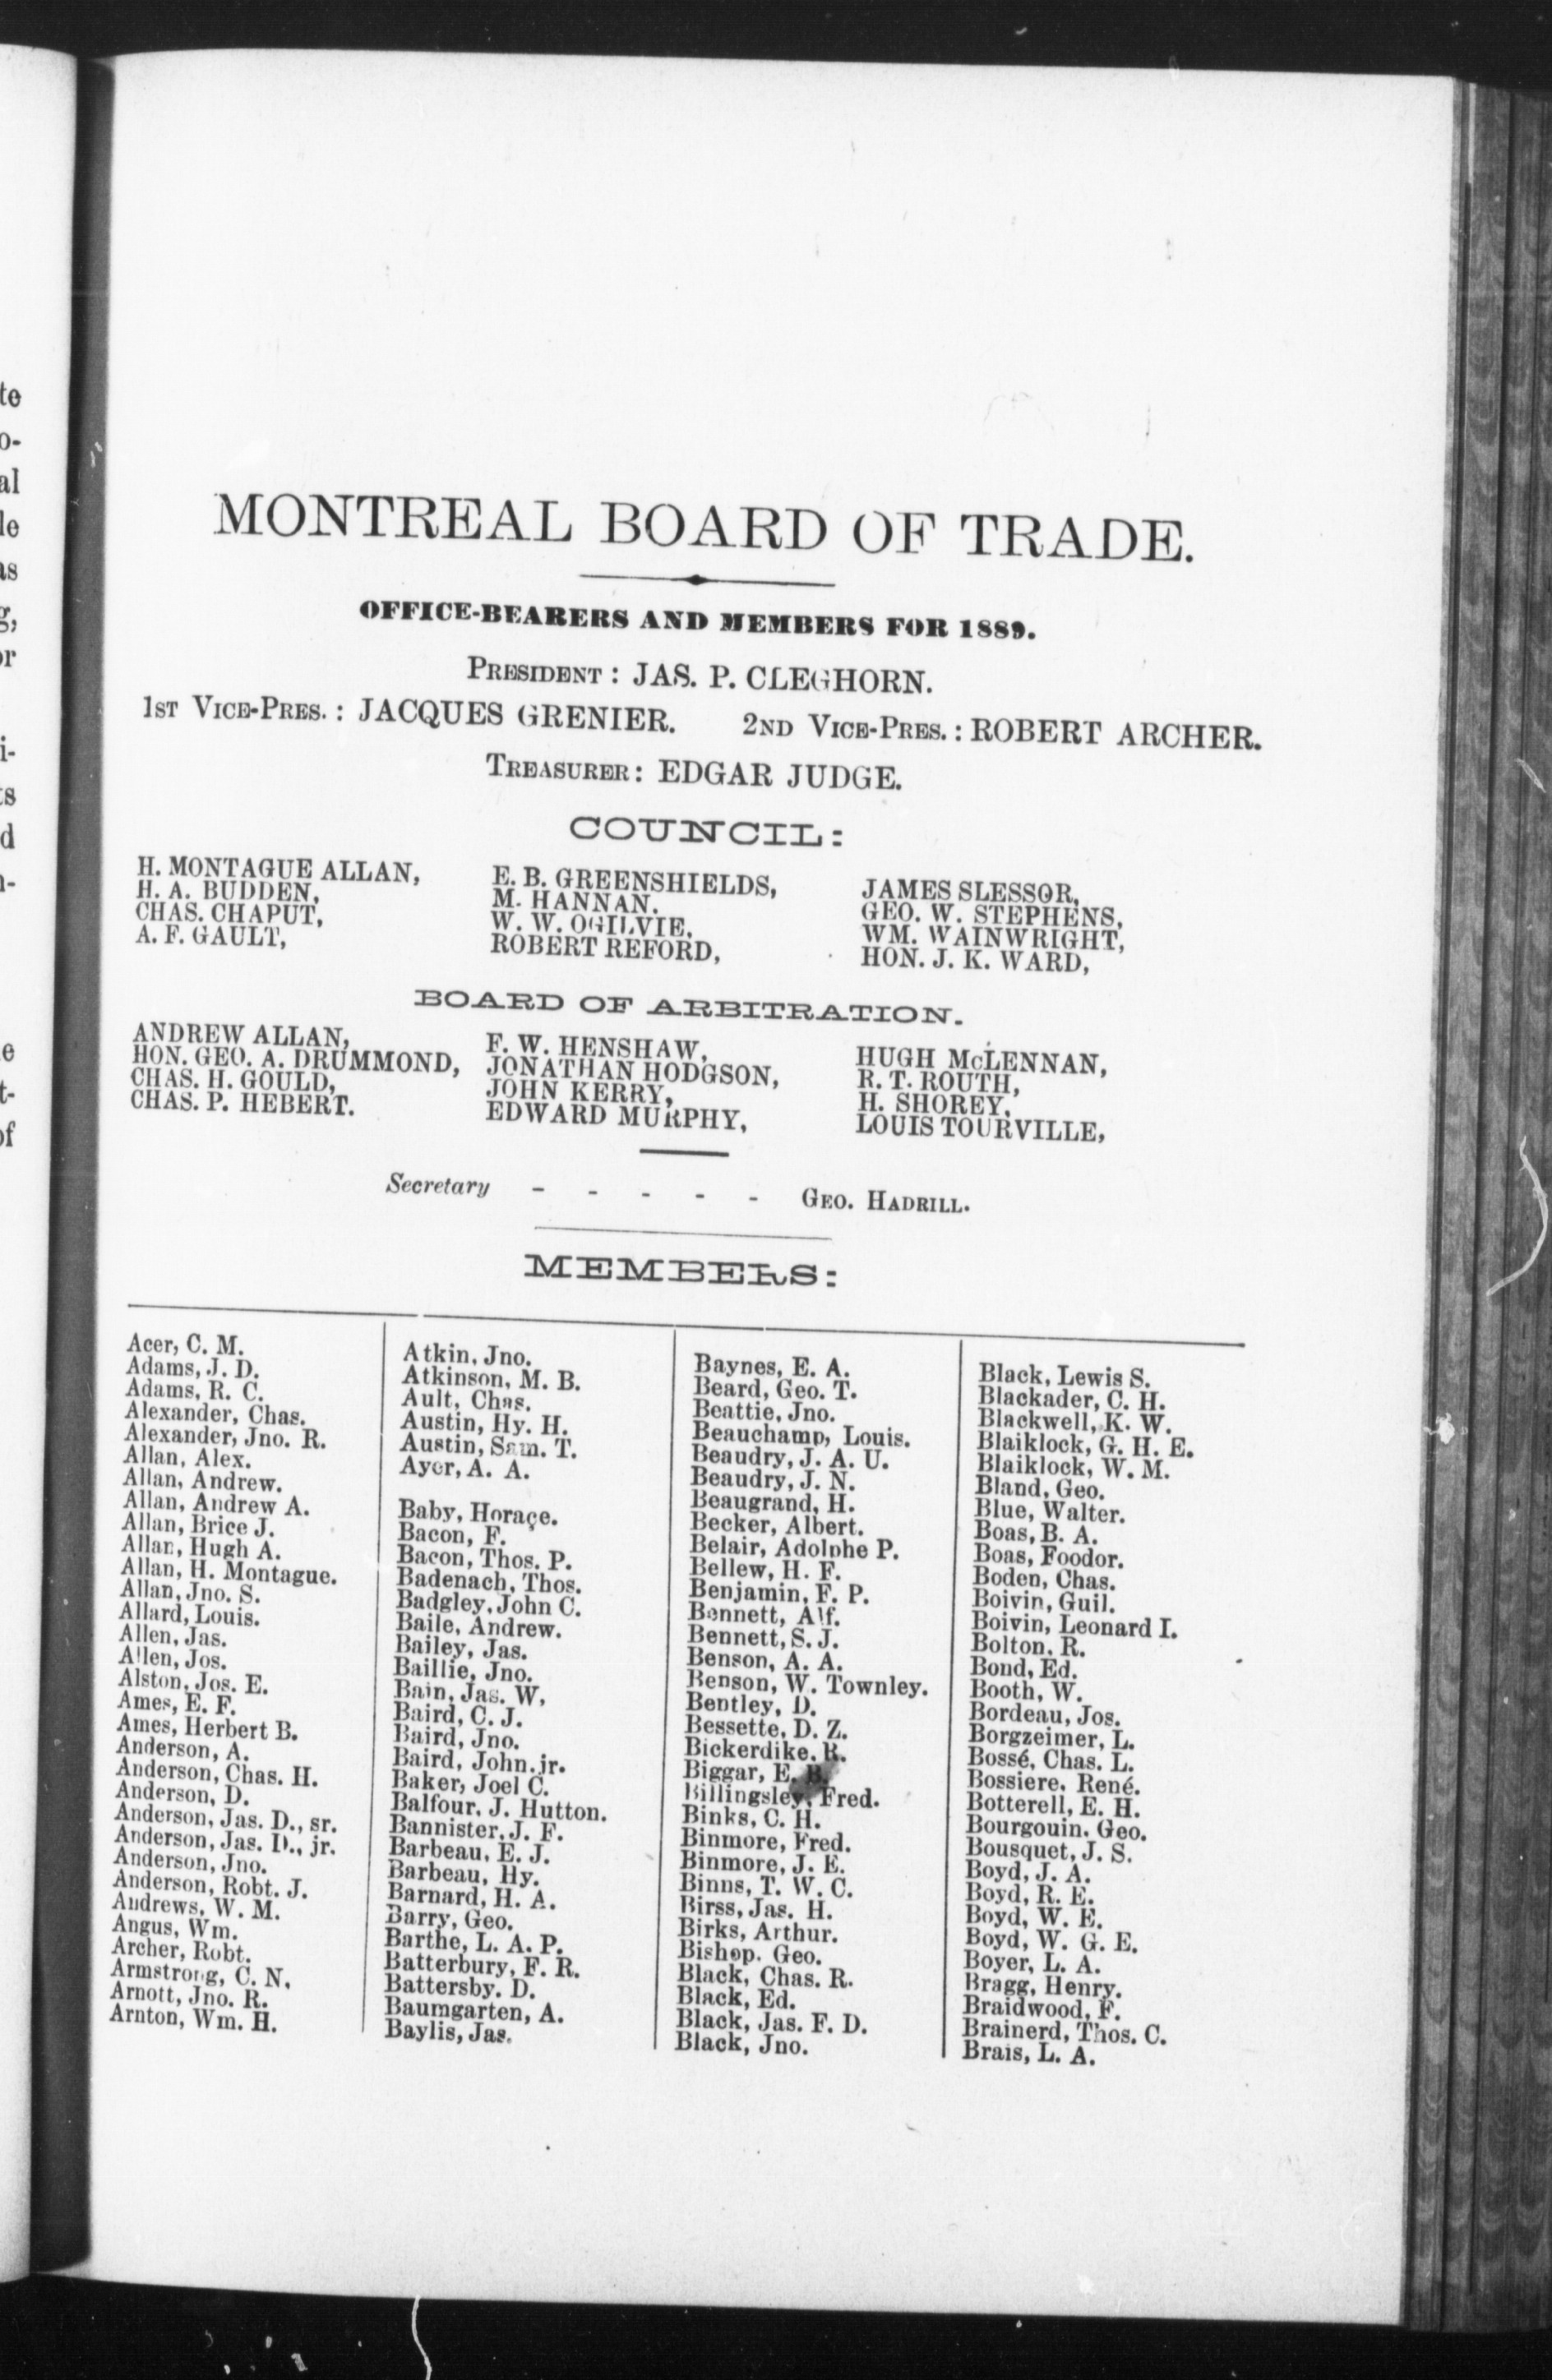 MONTREAL BOARD OF TRADE.
OFFICE-BEARERS AND MEMBERS FOR 1889.
PRESIDENT : JAS. P. CLEGHORN.
1ST VICE-PRES. : JACQUES GRENIER. 2ND VICE-PRES. : ROBERT ARCHER.
TREASURER : EDGAR JUDGE.
COUNCIL:
H. MONTAGUE ALLAN,
H. A. BUDDEN,
CHAS. CHAPUT,
A. F. GAULT,
E. B. GREENSHIELDS,
M. HANNAN.
W. W. OGILVIE,
ROBERT REFORD,
JAMES SLESSOR,
GEO. W. STEPHENS,
WM. WAINWRIGHT,
HON. J. K. WARD,
BOARD OF ARBITRATION.
ANDREW ALLAN,
HON. GEO. A. DRUMMOND,
CHAS. H. GOULD,
CHAS. P. HEBERT.
F. W. HENSHAW,
JONATHAN HODGSON,
JOHN KERRY,
EDWARD MURPHY,
HUGH McLENNAN,
R. T. ROUTH,
H. SHOREY,
LOUIS TOURVILLE,
Secretary - - - - - GEO. HADRILL.
MEMBERS:
Acer, C. M.
Adams, J. D.
Adams, R. C.
Alexander, Chas.
Alexander, Jno. R.
Allan, Alex.
Allan, Andrew.
Allan, Andrew A.
Allan, Brice J.
Allan, Hugh A.
Allan, H. Montague.
Allan, Jno. S.
Allard, Louis.
Allen, Jas.
Allen, Jos.
Alston, Jos. E.
Ames, E. F.
Ames, Herbert B.
Anderson, A.
Anderson, Chas. H.
Anderson, D.
Anderson, Jas. D., sr.
Anderson, Jas. D., jr.
Anderson, Jno.
Anderson, Robt. J.
Andrews, W. M.
Angus, Wm.
Archer, Robt.
Armstrong, C. N.
Arnott, Jno. R.
Arnton, Wm. H.
Atkin, Jno.
Atkinson, M. B.
Ault, Chas.
Austin, Hy. H.
Austin, Sam. T.
Ayer, A. A.
Baby, Horace.
Bacon, F.
Bacon, Thos. P.
Badenach, Thos.
Badgley, John C.
Baile, Andrew.
Bailey, Jas.
Baillie, Jno.
Bain, Jas. W,
Baird, C. J.
Baird, Jno.
Baird, John. jr.
Baker, Joel C.
Balfour, J. Hutton.
Bannister, J. F.
Barbeau, E. J.
Barbeau, Hy.
Barnard, H. A.
Barry, Geo.
Barthe, L. A. P.
Batterbury, F. R.
Battersby. D.
Baumgarten, A.
Baylis, Jas.
Baynes, E. A.
Beard, Geo. T.
Beattie, Jno.
Beauchamp, Louis.
Beaudry, J. A. U.
Beaudry, J. N.
Beaugrand, H.
Becker, Albert.
Belair, Adolphe P.
Bellew, H. F.
Benjamin, F. P.
Bennett, Alf.
Bennett, S. J.
Benson, A. A.
Benson, W. Townley.
Bentley, D.
Bessette, D. Z.
Bickerdike, R.
Biggar, E. B.
Billingsley, Fred.
Binks, C. H.
Binmore, Fred.
Binmore, J. E.
Binns, T. W. C.
Birss, Jas. H.
Birks, Arthur.
Bishop. Geo.
Black, Chas. R.
Black, Ed.
Black, Jas. F. D.
Black, Jno.
Black, Lewis S.
Blackader, C. H.
Blackwell, K. W.
Blaiklock, G. H. E.
Blaiklock, W. M.
Bland, Geo.
Blue, Walter.
Boas, B. A.
Boas, Foodor.
Boden, Chas.
Boivin, Guil.
Boivin, Leonard I.
Bolton. R.
Bond, Ed.
Booth, W.
Bordeau, Jos.
Borgzeimer, L.
Bossé, Chas. L.
Bossiere, René.
Botterell, E. H.
Bourgouin. Geo.
Bousquet, J. S.
Boyd, J. A.
Boyd, R. E.
Boyd, W. E.
Boyd, W. G. E.
Boyer, L. A.
Bragg, Henry.
Braidwood, F.
Brainerd, Thos. C.
Brais, L. A.